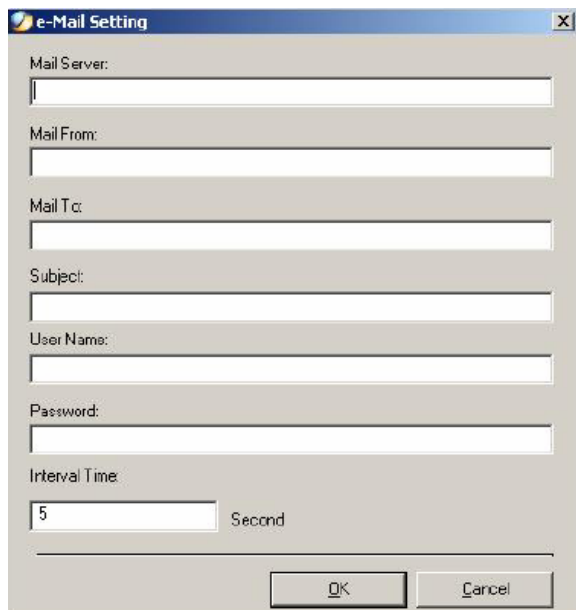 e-Mail Setting
Mail Server:
Mail From:
Mail To:
Subject:
User Name:
Password:
Interval Time:
5 Second
OK Cancel